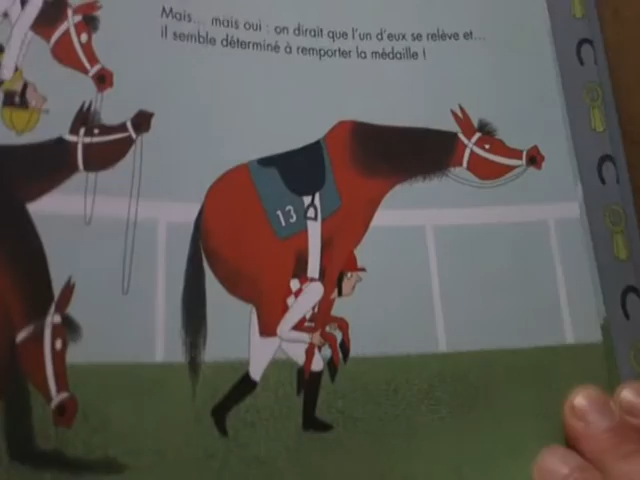 Mais... mais oui : on dirait que l'un d'eux se relève et...
il semble déterminé à remporter la médaille !
13